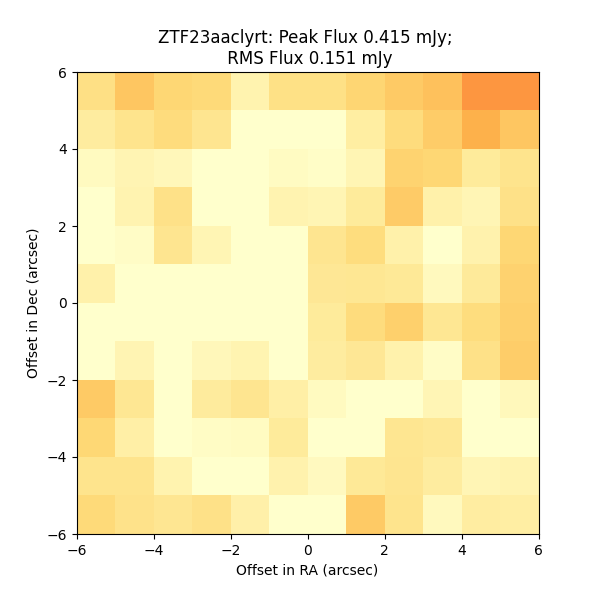 ZTF23aaclyrt: Peak Flux 0.415 mJy;
RMS Flux 0.151 mJy
6
4
2
0
−2
−4
−6
Offset in Dec (arcsec)
−6 −4 −2 0 2 4 6
Offset in RA (arcsec)